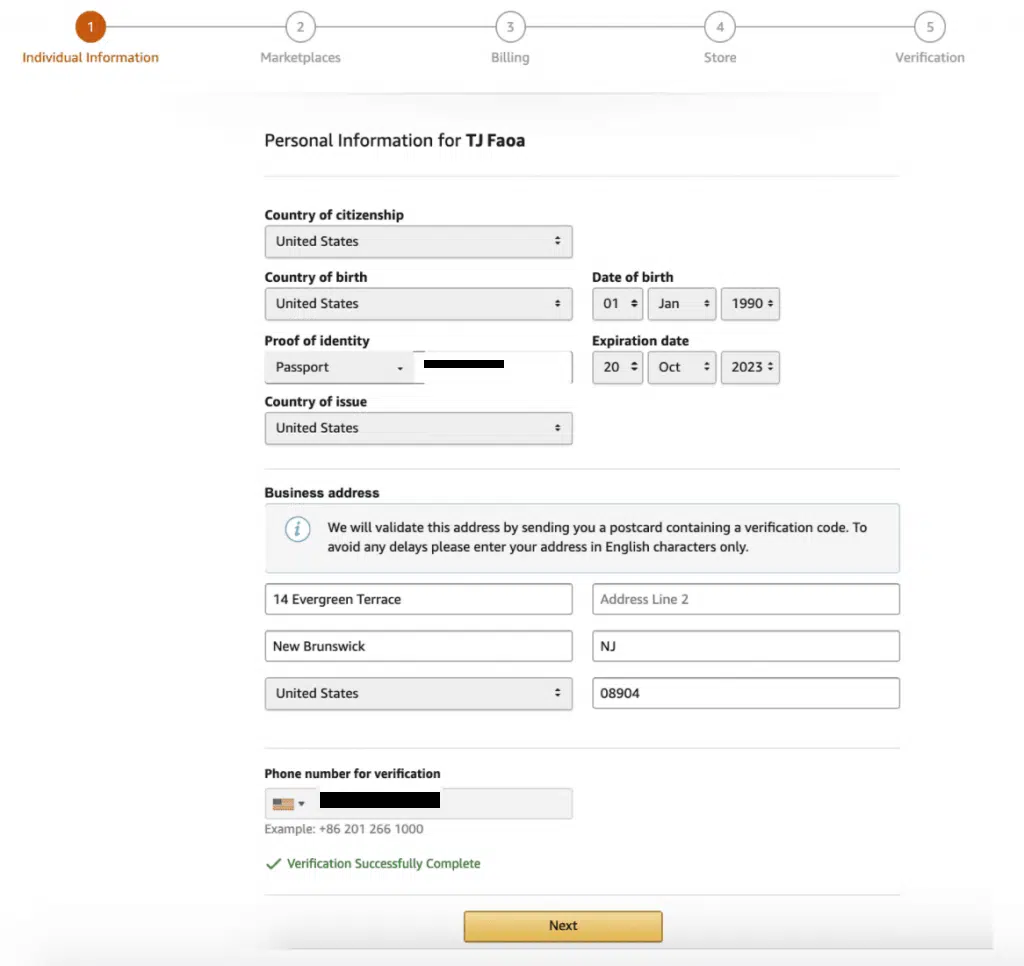 1 2 3 4 5
Individual Information Marketplaces Billing Store Verification
Personal Information for TJ Faoa
Country of citizenship
United States
Country of birth Date of birth
United States 01 Jan 1990
Proof of identity Expiration date
Passport 20 Oct 2023
Country of issue
United States
Business address
i We will validate this address by sending you a postcard containing a verification code. To
avoid any delays please enter your address in English characters only.
14 Evergreen Terrace Address Line 2
New Brunswick NJ
United States 08904
Phone number for verification
Example: +86 201 266 1000
Verification Successfully Complete
Next